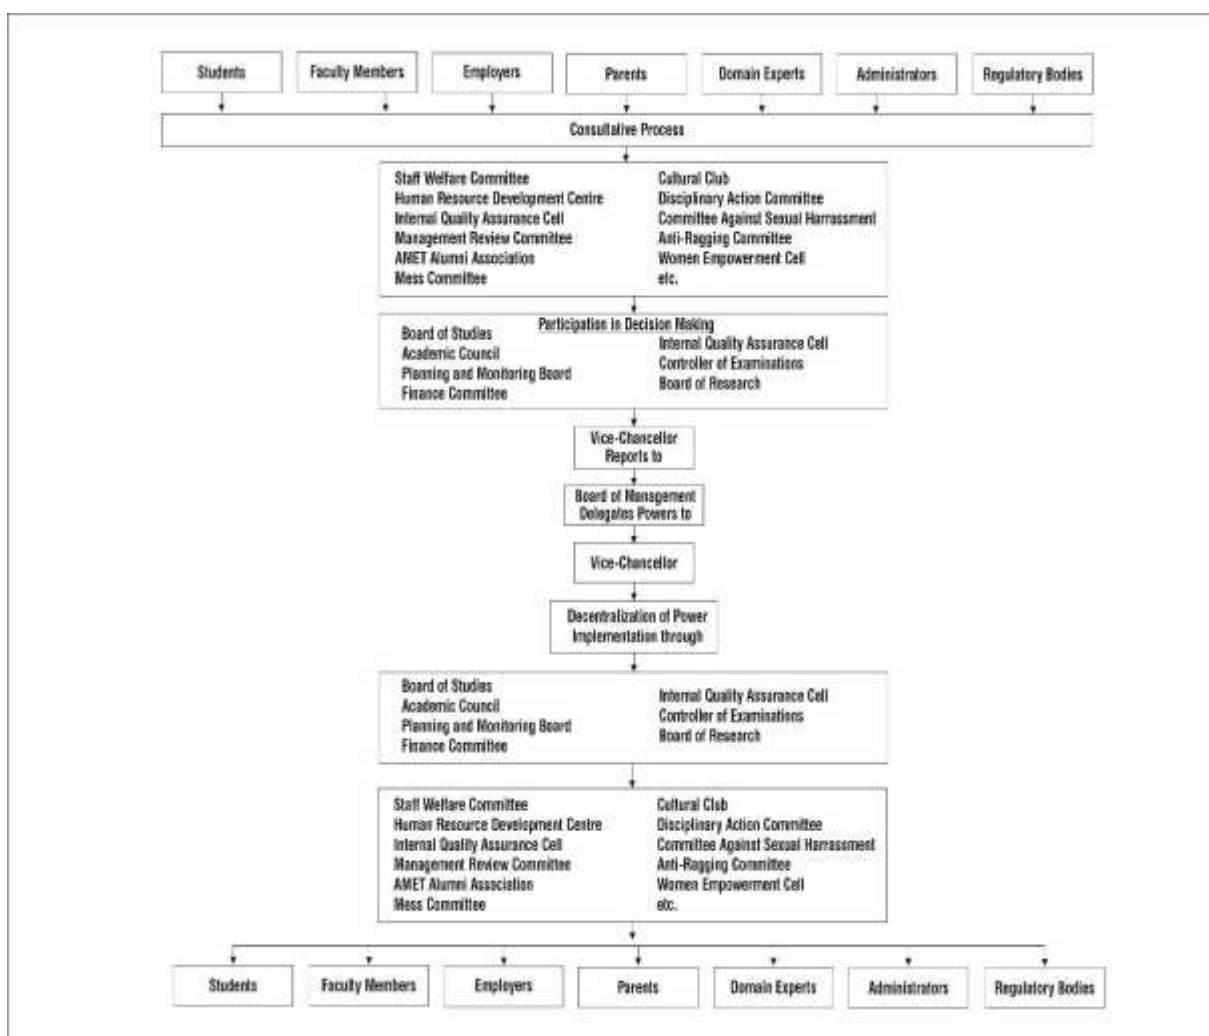 Students
Faculty Members
Employers
Parents
Domain Experts
Administrators
Regulatory Bodies
Consultative Process
Staff Welfare Committee
Human Resource Development Centre
Internal Quality Assurance Cell
Management Review Committee
AMET Alumni Association
Mess Committee
Cultural Club
Disciplinary Action Committee
Committee Against Sexual Harrassment
Anti-Ragging Committee
Women Empowerment Cell
etc.
Participation in Decision Making
Board of Studies
Academic Council
Planning and Monitoring Board
Finance Committee
Internal Quality Assurance Cell
Controller of Examinations
Board of Research
Vice-Chancellor
Reports to
Board of Management
Delegates Powers to
Vice-Chancellor
Decentralization of Power
Implementation through
Board of Studies
Academic Council
Planning and Monitoring Board
Finance Committee
Internal Quality Assurance Cell
Controller of Examinations
Board of Research
Staff Welfare Committee
Human Resource Development Centre
Internal Quality Assurance Cell
Management Review Committee
AMET Alumni Association
Mess Committee
Cultural Club
Disciplinary Action Committee
Committee Against Sexual Harrassment
Anti-Ragging Committee
Women Empowerment Cell
etc.
Students
Faculty Members
Employers
Parents
Domain Experts
Administrators
Regulatory Bodies